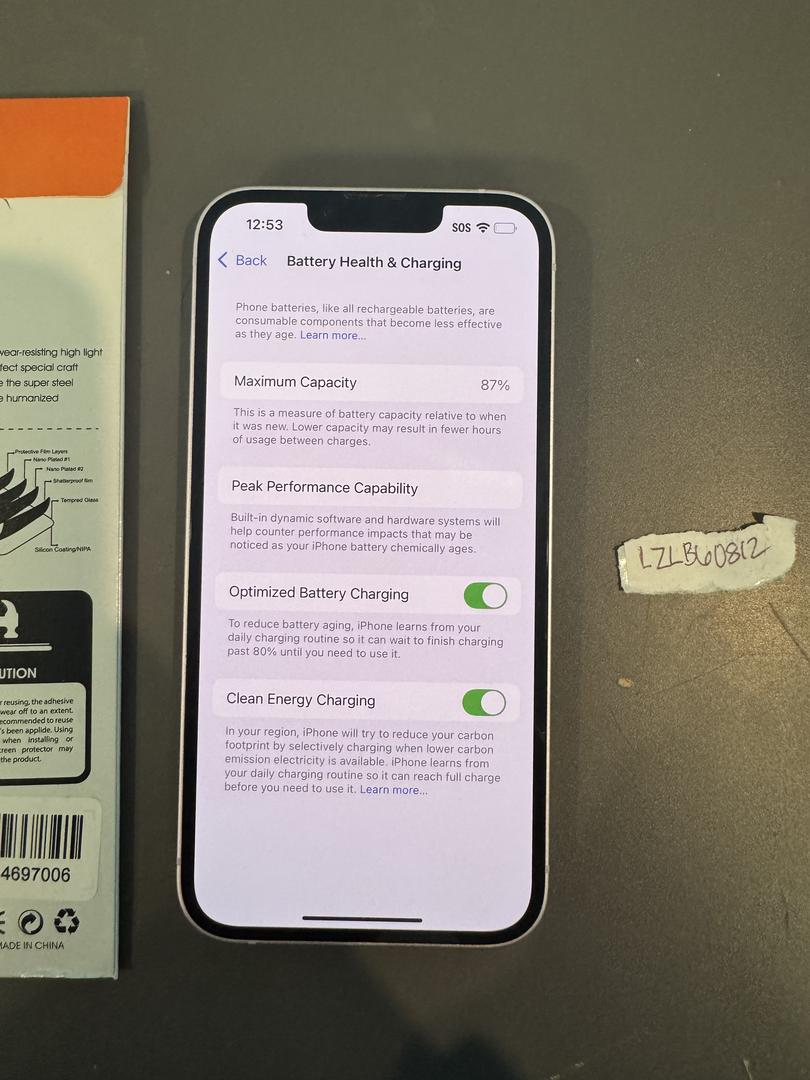 wear-resisting high light
fect special craft
e the super steel
e humanized
Protective Film Layers
Nano Plated #1
Nano Plated #2
Shatterproof film
Tempred Glass
Silicon Coating/NIPA
UTION
r reusing, the adhesive
wear off to an extent.
ecommended to reuse
's been applide. Using
when installing or
creen protector may
the product.
4697006
MADE IN CHINA
12:53
SOS
Back
Battery Health & Charging
Phone batteries, like all rechargeable batteries, are
consumable components that become less effective
as they age. Learn more...
Maximum Capacity 87%
This is a measure of battery capacity relative to when
it was new. Lower capacity may result in fewer hours
of usage between charges.
Peak Performance Capability
Built-in dynamic software and hardware systems will
help counter performance impacts that may be
noticed as your iPhone battery chemically ages.
Optimized Battery Charging
To reduce battery aging, iPhone learns from your
daily charging routine so it can wait to finish charging
past 80% until you need to use it.
Clean Energy Charging
In your region, iPhone will try to reduce your carbon
footprint by selectively charging when lower carbon
emission electricity is available. iPhone learns from
your daily charging routine so it can reach full charge
before you need to use it. Learn more...
LZLB60812